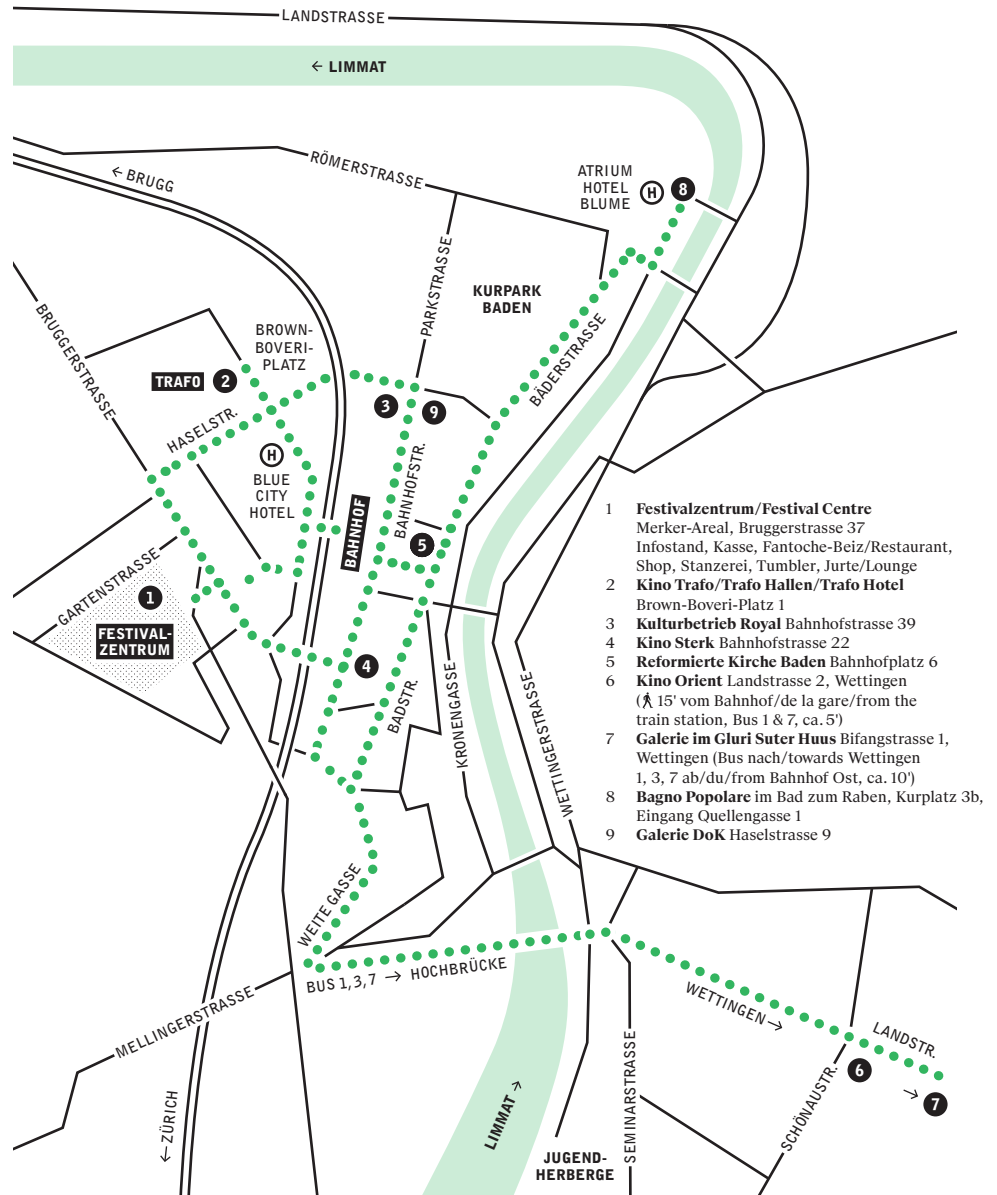 LANDSTRASSE
← LIMMAT
RÖMERSTRASSE
← BRUGG
ATRIUM
HOTEL
BLUME
H
8
PARKSTRASSE
KURPARK
BADEN
BRUGGERSTRASSE
BROWN-
BOVERI-
PLATZ
TRAFO
2
BÄDERSTRASSE
3
9
HASELSTR.
H
BLUE
CITY
HOTEL
BAHNHOFSTR.
BAHNHOF
5
GARTENSTRASSE
1
FESTIVAL-
ZENTRUM
4
BADSTR.
KRONENGASSE
WETTINGERSTRASSE
1 Festivalzentrum/Festival Centre
Merker-Areal, Bruggerstrasse 37
Infostand, Kasse, Fantoche-Beiz/Restaurant,
Shop, Stanzerei, Tumbler, Jurte/Lounge
2 Kino Trafo/Trafo Hallen/Trafo Hotel
Brown-Boveri-Platz 1
3 Kulturbetrieb Royal Bahnhofstrasse 39
4 Kino Sterk Bahnhofstrasse 22
5 Reformierte Kirche Baden Bahnhofplatz 6
6 Kino Orient Landstrasse 2, Wettingen
(15' vom Bahnhof/de la gare/from the
train station, Bus 1 & 7, ca. 5')
7 Galerie im Gluri Suter Huus Bifangstrasse 1,
Wettingen (Bus nach/towards Wettingen
1, 3, 7 ab/du/from Bahnhof Ost, ca. 10')
8 Bagno Popolare im Bad zum Raben, Kurplatz 3b,
Eingang Quellengasse 1
9 Galerie DoK Haselstrasse 9
WEITE GASSE
BUS 1, 3, 7 → HOCHBRÜCKE
MELLINGERSTRASSE
WETTINGEN →
LANDSTR.
6
→ 7
SCHÖNAUSTR.
SEMINARSTRASSE
← ZÜRICH
LIMMAT →
JUGEND-
HERBERGE